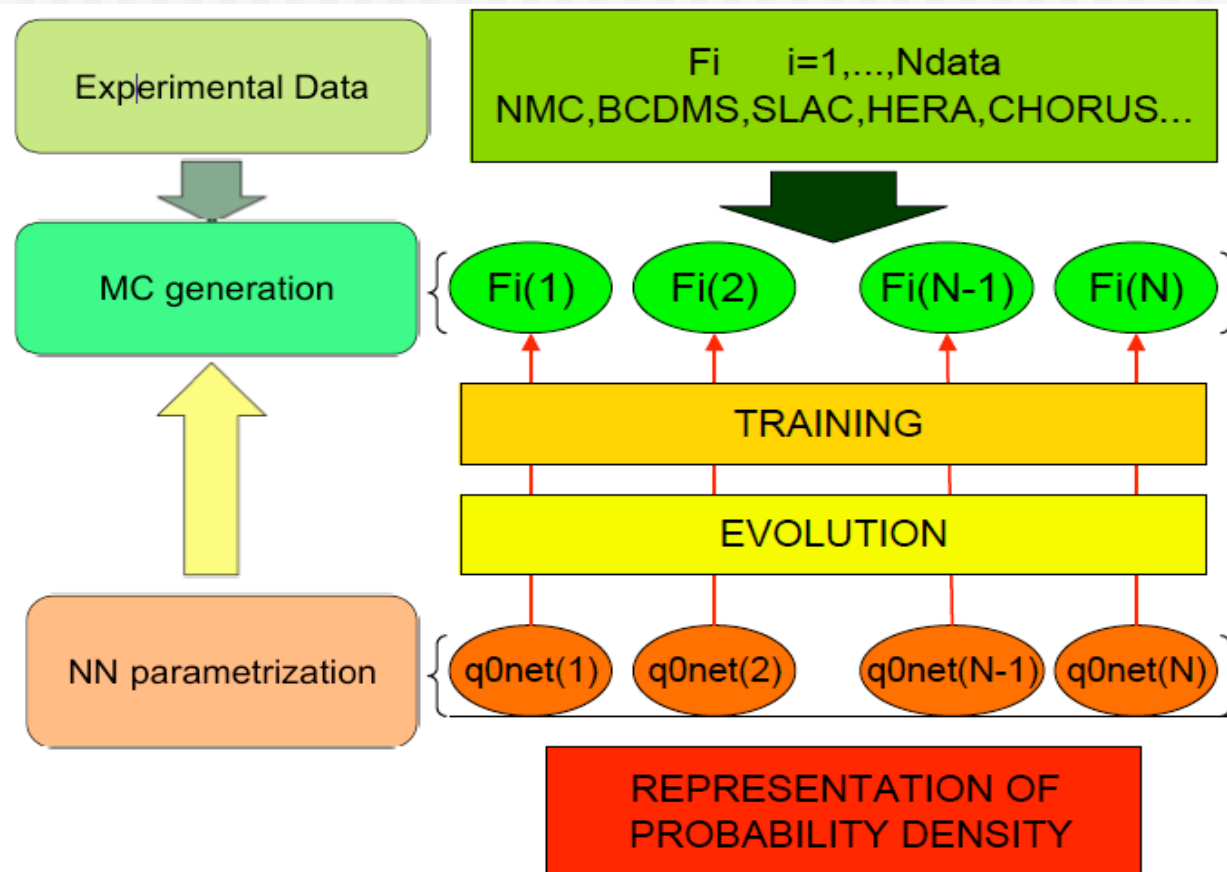 Experimental Data
Fi i=1,...,Ndata
NMC,BCDMS,SLAC,HERA,CHORUS...
MC generation
Fi(1)
Fi(2)
Fi(N-1)
Fi(N)
TRAINING
EVOLUTION
NN parametrization
q0net(1)
q0net(2)
q0net(N-1)
q0net(N)
REPRESENTATION OF
PROBABILITY DENSITY